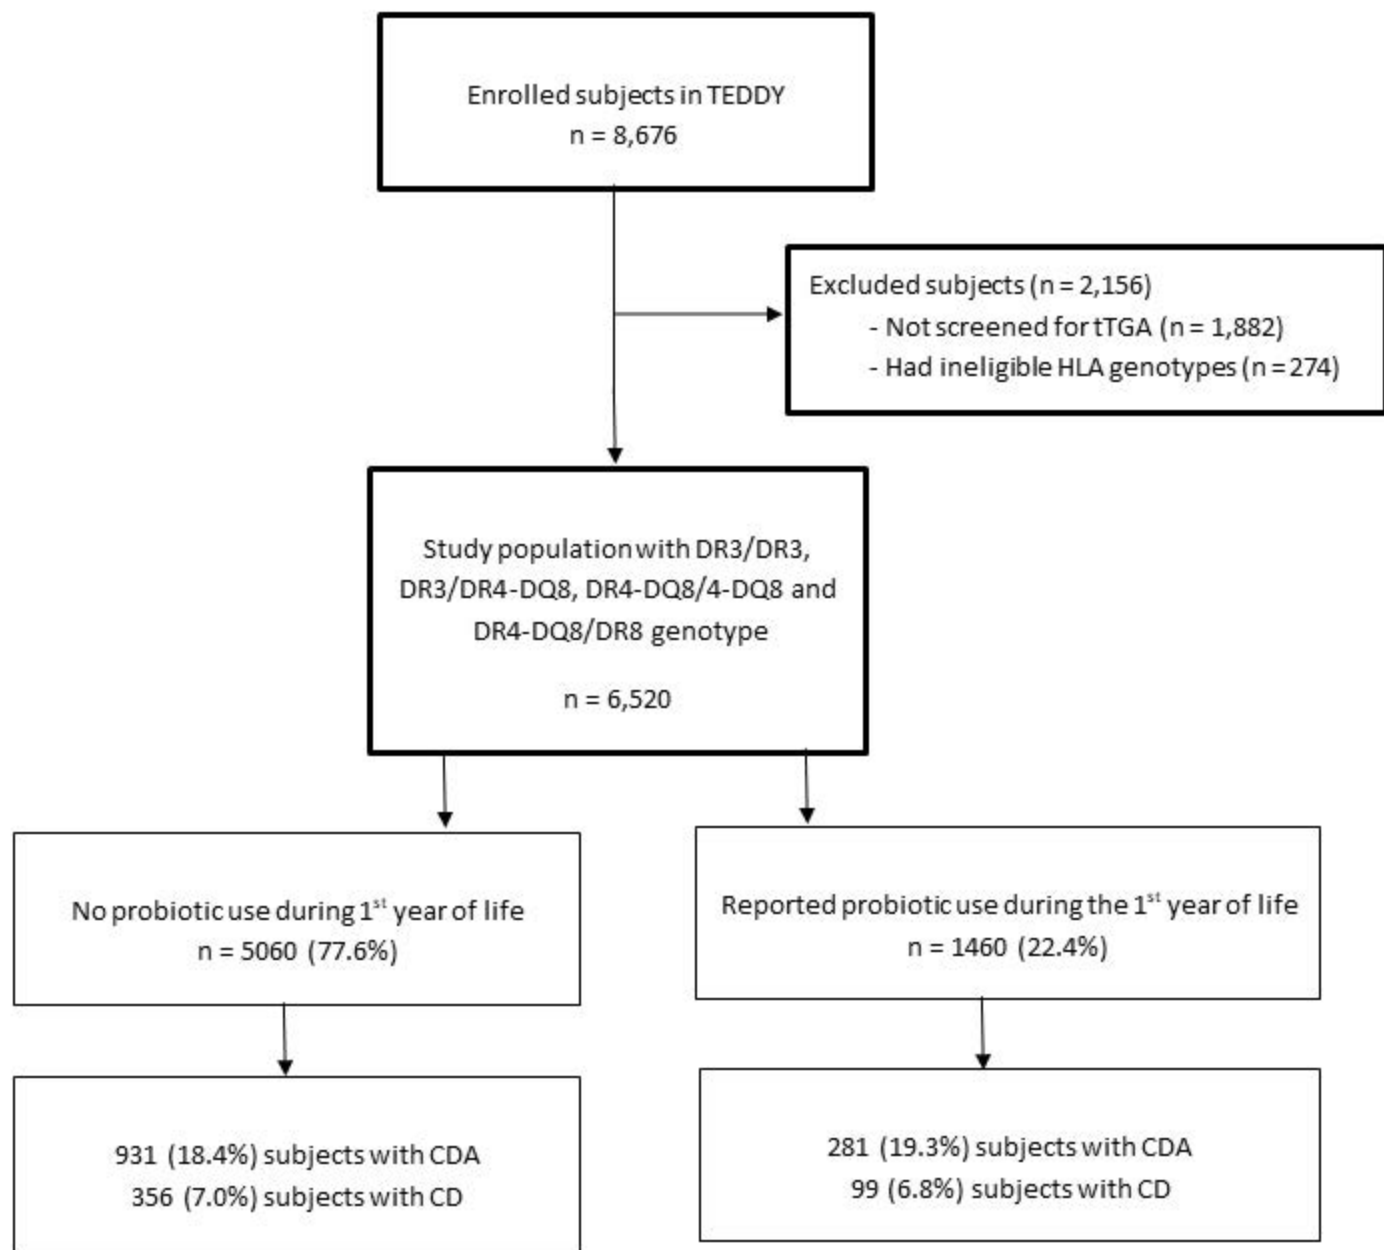 Enrolled subjects in TEDDY
n = 8,676
Excluded subjects (n = 2,156)
- Not screened for tTGA (n = 1,882)
- Had ineligible HLA genotypes (n = 274)
Study population with DR3/DR3,
DR3/DR4-DQ8, DR4-DQ8/4-DQ8 and
DR4-DQ8/DR8 genotype
n = 6,520
No probiotic use during 1st year of life
n = 5060 (77.6%)
Reported probiotic use during the 1st year of life
n = 1460 (22.4%)
931 (18.4%) subjects with CDA
356 (7.0%) subjects with CD
281 (19.3%) subjects with CDA
99 (6.8%) subjects with CD